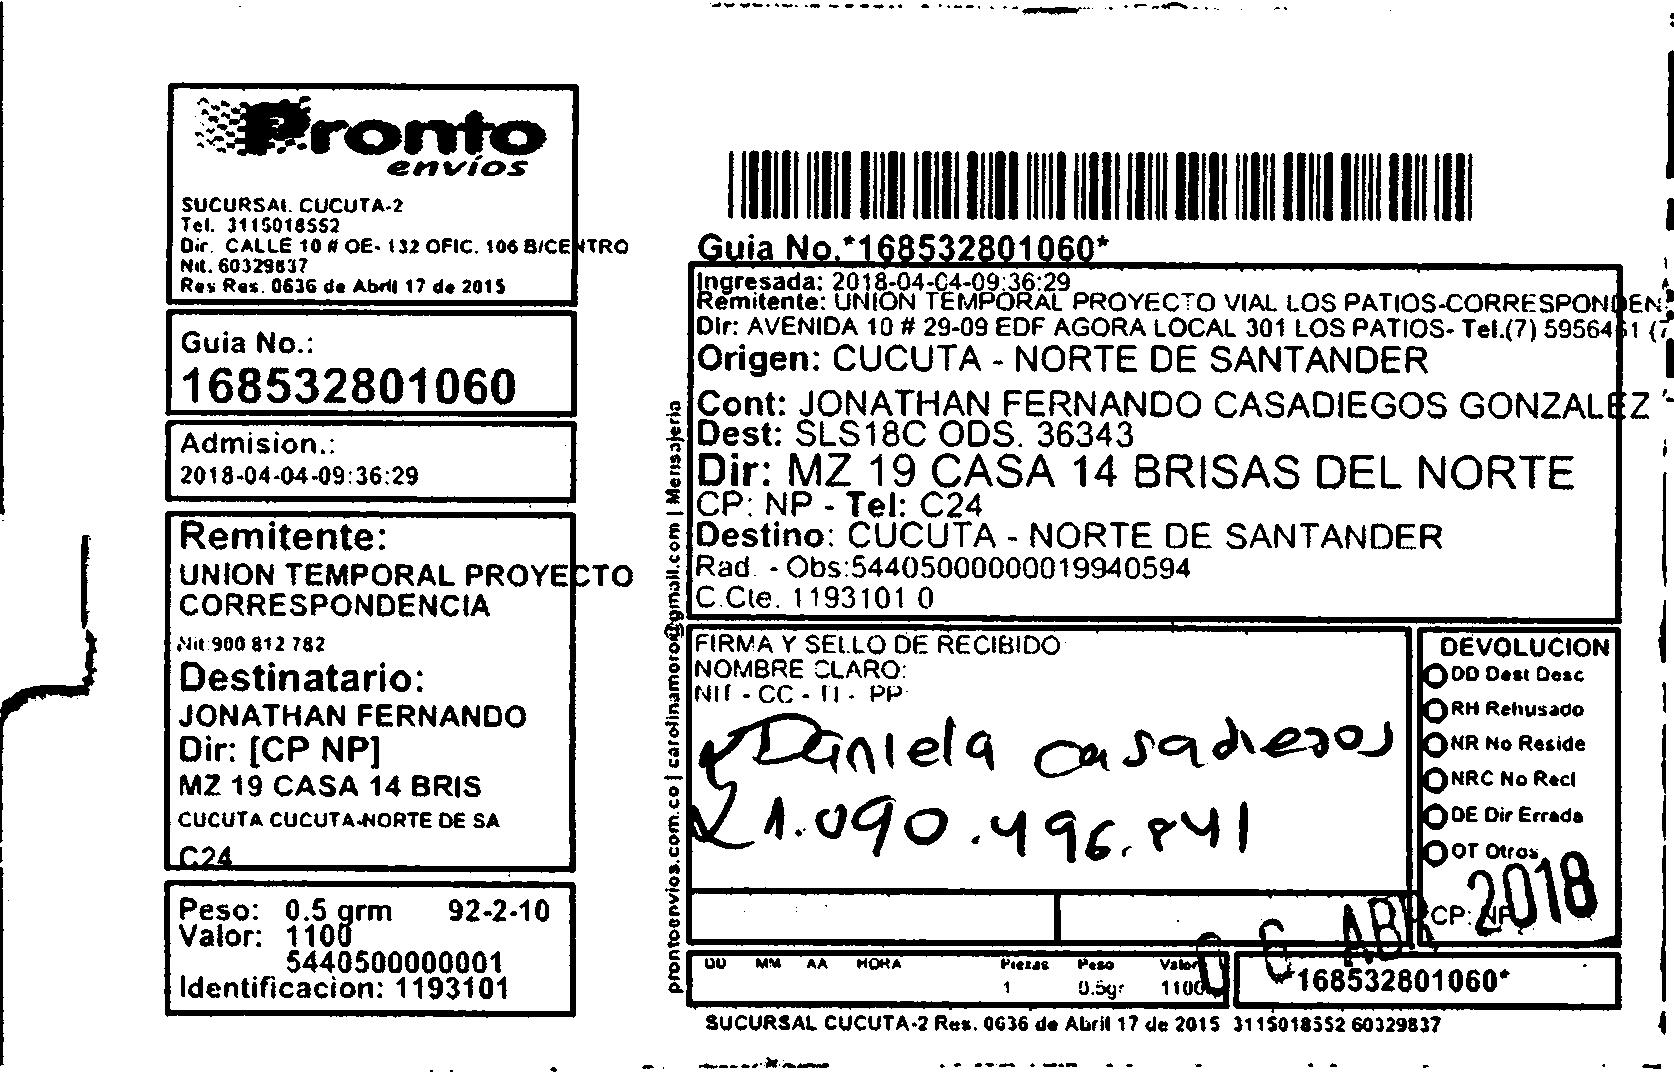 Pronto
envíos
SUCURSAL CUCUTA-2
Tel. 3115018552
Dir. CALLE 10 # OE- 132 OFIC. 106 B/CENTRO
Nit. 60329837
Res Res. 0636 de Abril 17 de 2015
Guia No.:
168532801060
Admision.:
2018-04-04-09:36:29
Remitente:
UNION TEMPORAL PROYECTO
CORRESPONDENCIA
Nit 900 812 782
Destinatario:
JONATHAN FERNANDO
Dir: [CP NP]
MZ 19 CASA 14 BRIS
CUCUTA CUCUTA-NORTE DE SA
C24
Peso: 0.5 grm 92-2-10
Valor: 1100
5440500000001
Identificacion: 1193101
prontoenvios.com.co | carolinamoro@gmail.com | Mensajeria
Guia No.*168532801060*
Ingresada: 2018-04-04-09:36:29
Remitente: UNION TEMPORAL PROYECTO VIAL LOS PATIOS-CORRESPONDEN
Dir: AVENIDA 10 # 29-09 EDF AGORA LOCAL 301 LOS PATIOS- Tel.(7) 5956461 (7
Origen: CUCUTA - NORTE DE SANTANDER
Cont: JONATHAN FERNANDO CASADIEGOS GONZALEZ
Dest: SLS18C ODS. 36343
Dir: MZ 19 CASA 14 BRISAS DEL NORTE
CP: NP - Tel: C24
Destino: CUCUTA - NORTE DE SANTANDER
Rad. - Obs:54405000000019940594
C.Cte. 1193101 0
FIRMA Y SELLO DE RECIBIDO
NOMBRE CLARO:
NIT - CC - TI - PP
Daniela casadiegos
1.090.496.841
DEVOLUCION
DD Dest Desc
RH Rehusado
NR No Reside
NRC No Recl
DE Dir Errada
OT Otros
CP: NP
06 ABR 2018
DD MM AA HORA Piezas Peso Valor
1 0.5gr 1100
*168532801060*
SUCURSAL CUCUTA-2 Res. 0636 de Abril 17 de 2015 3115018552 60329837